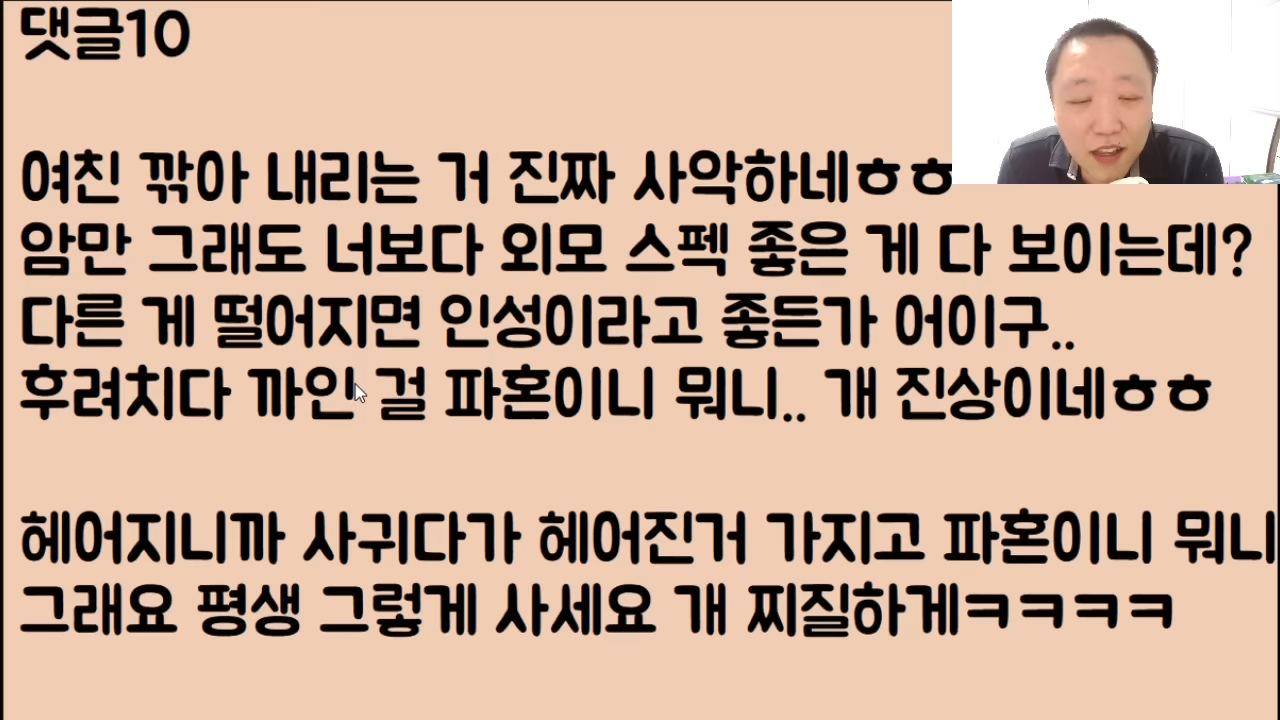 댓글10
여친 깎아 내리는 거 진짜 사악하네ㅎㅎ
암만 그래도 너보다 외모 스펙 좋은 게 다 보이는데?
다른 게 떨어지면 인성이라고 좋든가 어이구..
후려치다 까인 걸 파혼이니 뭐니.. 개 진상이네ㅎㅎ
헤어지니까 사귀다가 헤어진거 가지고 파혼이니 뭐니
그래요 평생 그렇게 사세요 개 찌질하게ㅋㅋㅋㅋ